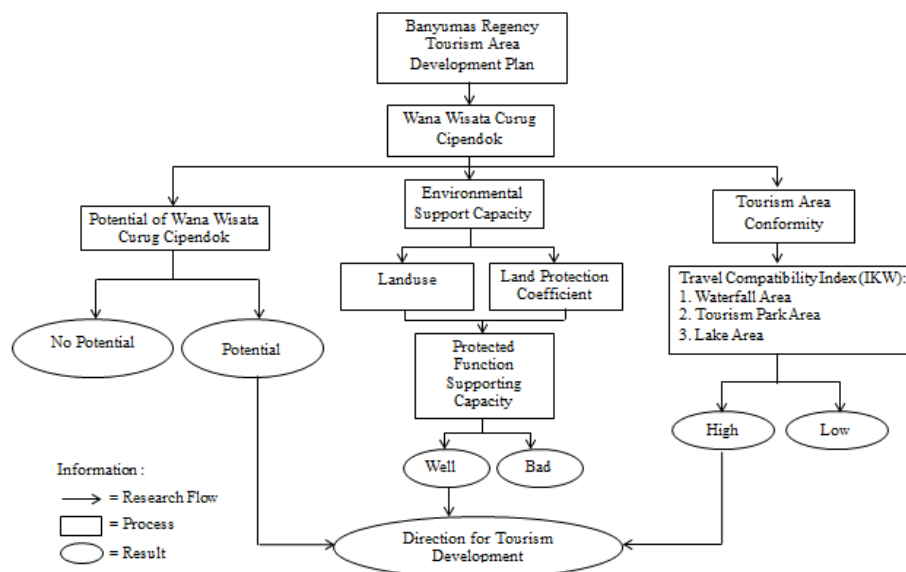 Banyumas Regency
Tourism Area
Development Plan
Wana Wisata Curug
Cipendok
Potential of Wana Wisata
Curug Cipendok
Environmental
Support Capacity
Tourism Area
Conformity
Landuse
Land Protection
Coefficient
Travel Compatibility Index (IKW):
1. Waterfall Area
2. Tourism Park Area
3. Lake Area
No Potential
Potential
Protected
Function
Supporting
Capacity
High
Low
Well
Bad
Information :
= Research Flow
= Process
= Result
Direction for Tourism
Development